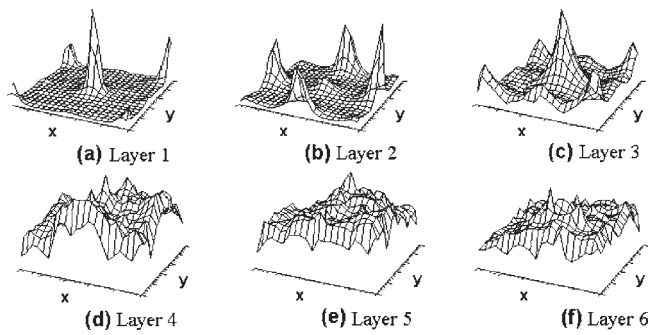 x y x y x y
(a) Layer 1 (b) Layer 2 (c) Layer 3
x y x y x y
(d) Layer 4 (e) Layer 5 (f) Layer 6